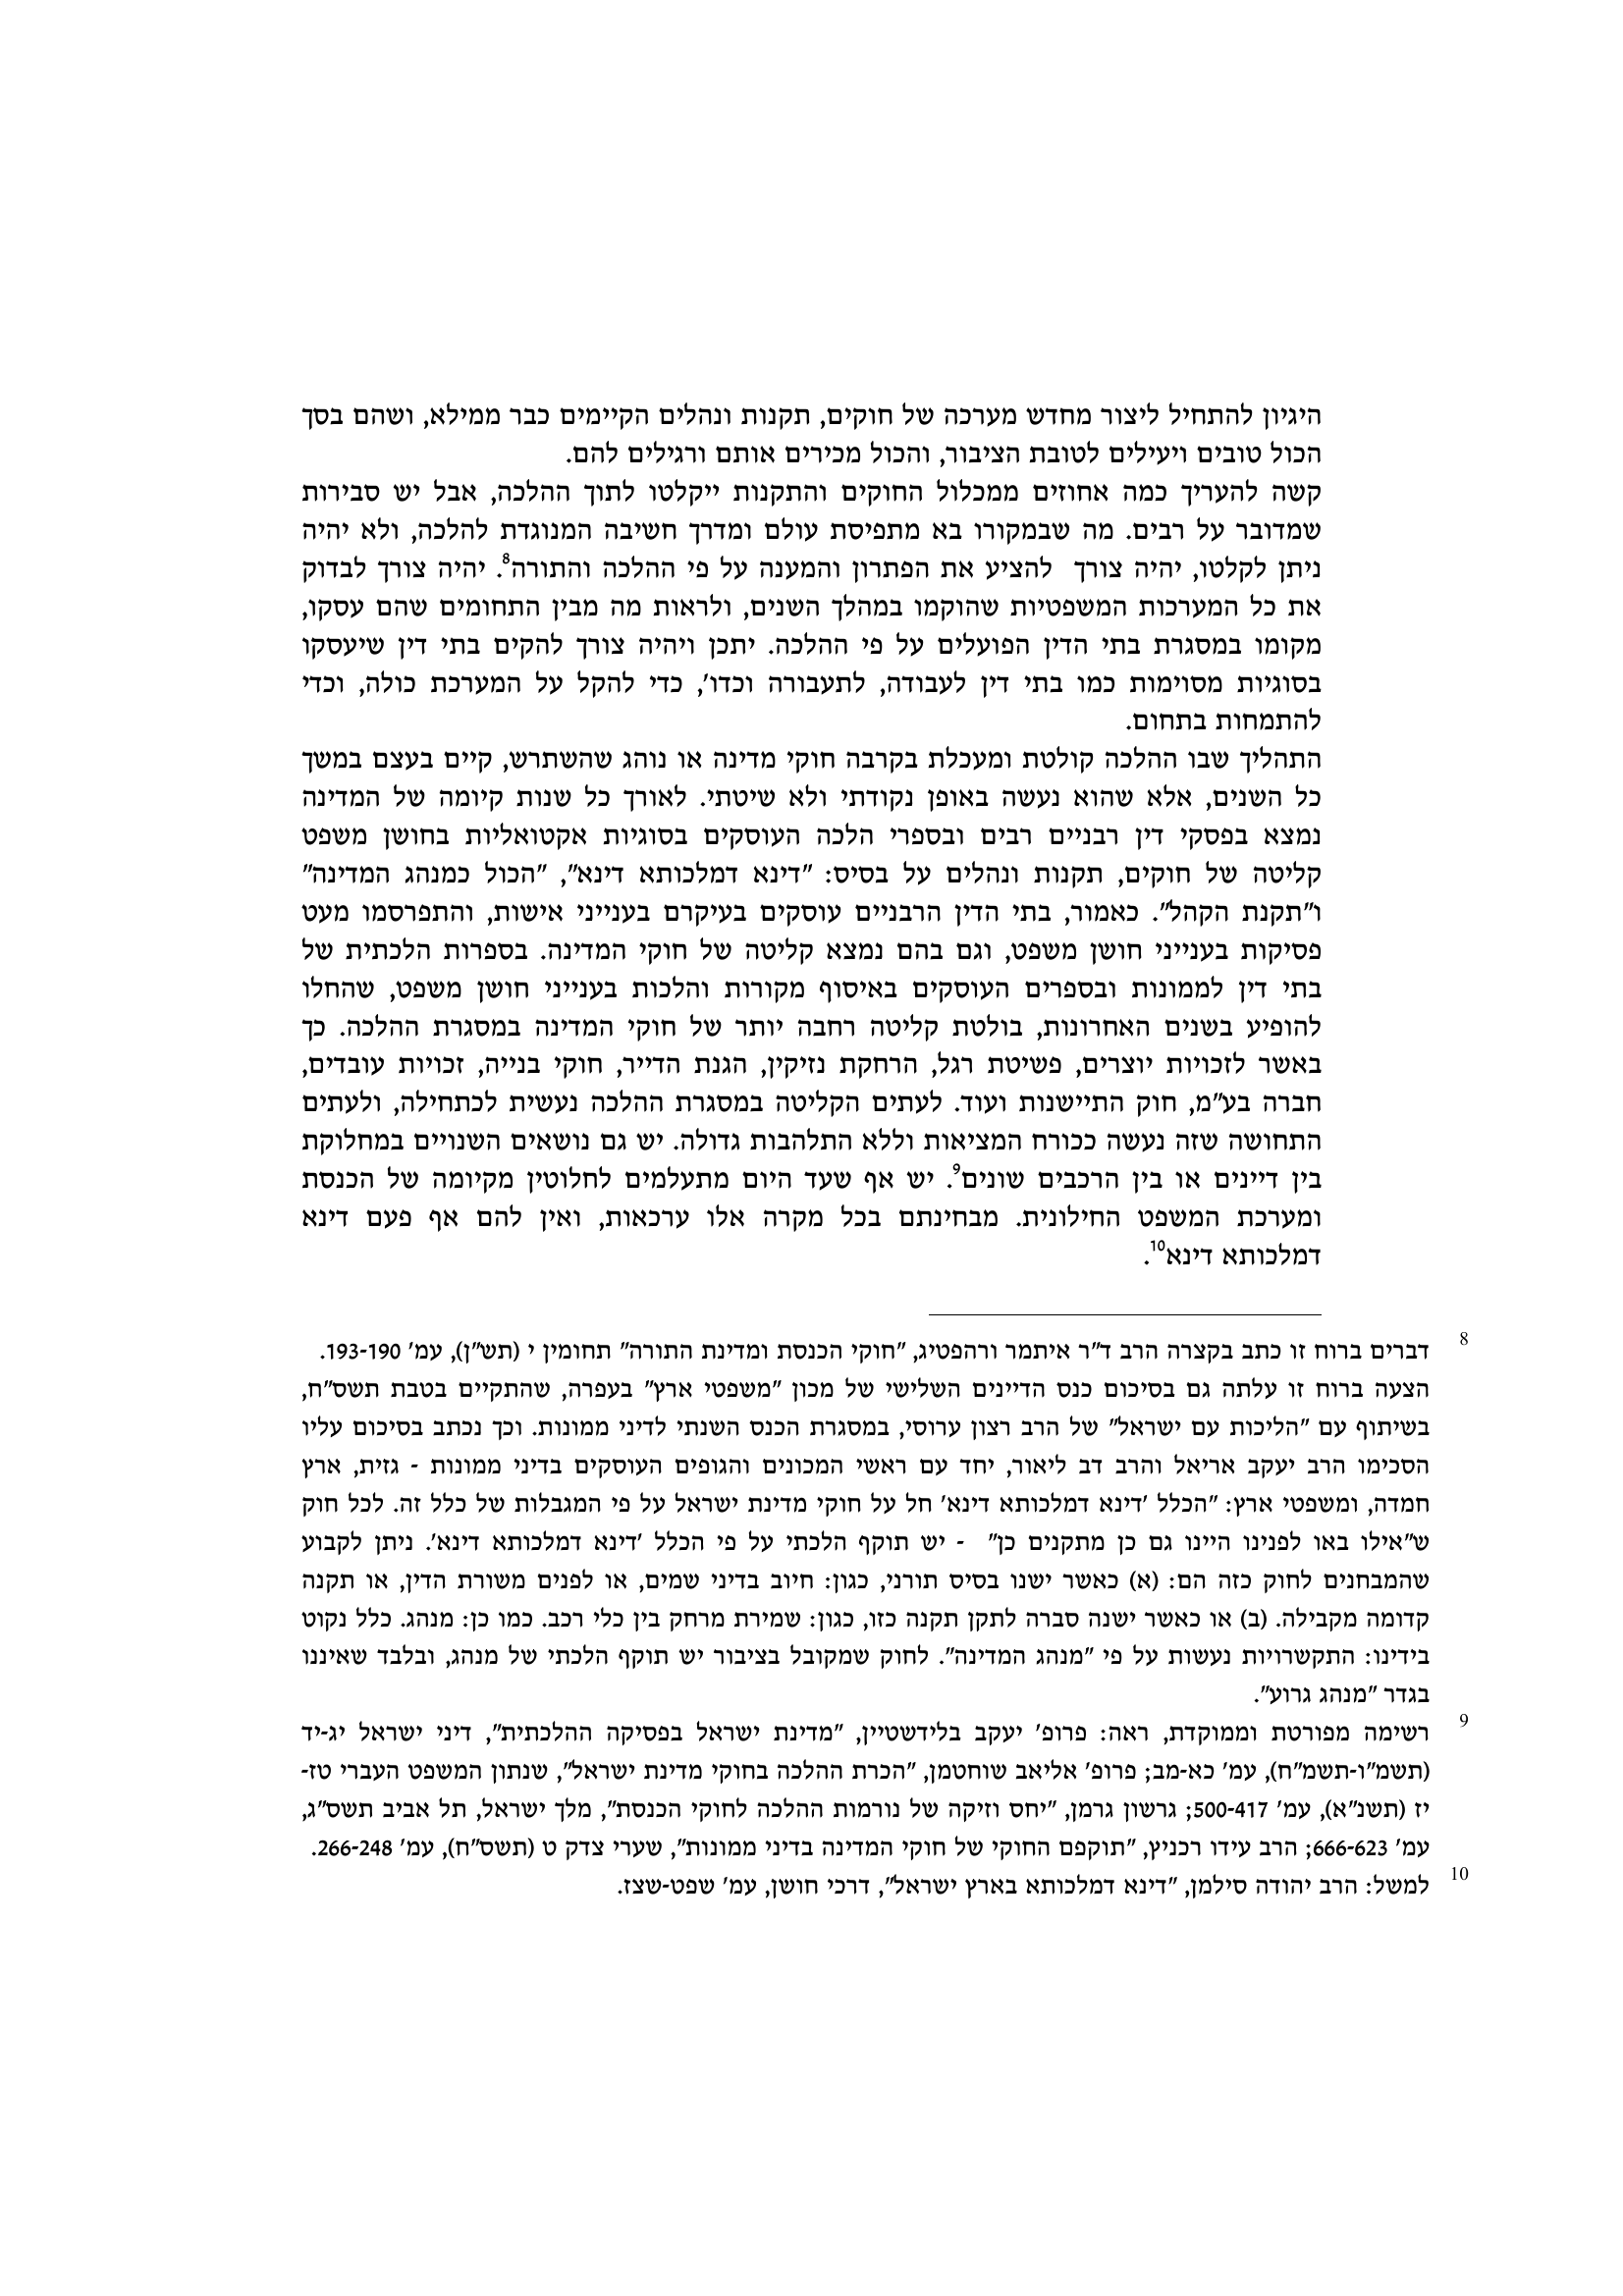 היגיון להתחיל ליצור מחדש מערכה של חוקים, תקנות ונהלים הקיימים כבר ממילא, ושהם בסך
הכול טובים ויעילים לטובת הציבור, והכול מכירים אותם ורגילים להם.
קשה להעריך כמה אחוזים ממכלול החוקים והתקנות ייקלטו לתוך ההלכה, אבל יש סבירות
שמדובר על רבים. מה שבמקורו בא מתפיסת עולם ומדרך חשיבה המנוגדת להלכה, ולא יהיה
ניתן לקלטו, יהיה צורך להציע את הפתרון והמענה על פי ההלכה והתורה8. יהיה צורך לבדוק
את כל המערכות המשפטיות שהוקמו במהלך השנים, ולראות מה מבין התחומים שהם עסקו,
מקומו במסגרת בתי הדין הפועלים על פי ההלכה. יתכן ויהיה צורך להקים בתי דין שיעסקו
בסוגיות מסוימות כמו בתי דין לעבודה, לתעבורה וכדו', כדי להקל על המערכת כולה, וכדי
להתמחות בתחום.
התהליך שבו ההלכה קולטת ומעכלת בקרבה חוקי מדינה או נוהג שהשתרש, קיים בעצם במשך
כל השנים, אלא שהוא נעשה באופן נקודתי ולא שיטתי. לאורך כל שנות קיומה של המדינה
נמצא בפסקי דין רבניים רבים ובספרי הלכה העוסקים בסוגיות אקטואליות בחושן משפט
קליטה של חוקים, תקנות ונהלים על בסיס: "דינא דמלכותא דינא", "הכול כמנהג המדינה"
ו"תקנת הקהל". כאמור, בתי הדין הרבניים עוסקים בעיקרם בענייני אישות, והתפרסמו מעט
פסיקות בענייני חושן משפט, וגם בהם נמצא קליטה של חוקי המדינה. בספרות הלכתית של
בתי דין לממונות ובספרים העוסקים באיסוף מקורות והלכות בענייני חושן משפט, שהחלו
להופיע בשנים האחרונות, בולטת קליטה רחבה יותר של חוקי המדינה במסגרת ההלכה. כך
באשר לזכויות יוצרים, פשיטת רגל, הרחקת נזיקין, הגנת הדייר, חוקי בנייה, זכויות עובדים,
חברה בע"מ, חוק התיישנות ועוד. לעתים הקליטה במסגרת ההלכה נעשית לכתחילה, ולעתים
התחושה שזה נעשה ככורח המציאות וללא התלהבות גדולה. יש גם נושאים השנויים במחלוקת
בין דיינים או בין הרכבים שונים9. יש אף שעד היום מתעלמים לחלוטין מקיומה של הכנסת
ומערכת המשפט החילונית. מבחינתם בכל מקרה אלו ערכאות, ואין להם אף פעם דינא
דמלכותא דינא10.
8 דברים ברוח זו כתב בקצרה הרב ד"ר איתמר ורהפטיג, "חוקי הכנסת ומדינת התורה" תחומין י (תש"ן), עמ' 193-190.
הצעה ברוח זו עלתה גם בסיכום כנס הדיינים השלישי של מכון "משפטי ארץ" בעפרה, שהתקיים בטבת תשס"ח,
בשיתוף עם "הליכות עם ישראל" של הרב רצון ערוסי, במסגרת הכנס השנתי לדיני ממונות. וכך נכתב בסיכום עליו
הסכימו הרב יעקב אריאל והרב דב ליאור, יחד עם ראשי המכונים והגופים העוסקים בדיני ממונות - גזית, ארץ
חמדה, ומשפטי ארץ: "הכלל 'דינא דמלכותא דינא' חל על חוקי מדינת ישראל על פי המגבלות של כלל זה. לכל חוק
ש"אילו באו לפנינו היינו גם כן מתקנים כן" - יש תוקף הלכתי על פי הכלל 'דינא דמלכותא דינא'. ניתן לקבוע
שהמבחנים לחוק כזה הם: (א) כאשר ישנו בסיס תורני, כגון: חיוב בדיני שמים, או לפנים משורת הדין, או תקנה
קדומה מקבילה. (ב) או כאשר ישנה סברה לתקן תקנה כזו, כגון: שמירת מרחק בין כלי רכב. כמו כן: מנהג. כלל נקוט
בידינו: התקשרויות נעשות על פי "מנהג המדינה". לחוק שמקובל בציבור יש תוקף הלכתי של מנהג, ובלבד שאיננו
בגדר "מנהג גרוע".
9 רשימה מפורטת וממוקדת, ראה: פרופ' יעקב בלידשטיין, "מדינת ישראל בפסיקה ההלכתית", דיני ישראל יג-יד
(תשמ"ו-תשמ"ח), עמ' כא-מב; פרופ' אליאב שוחטמן, "הכרת ההלכה בחוקי מדינת ישראל", שנתון המשפט העברי טז-
יז (תשנ"א), עמ' 500-417; גרשון גרמן, "יחס וזיקה של נורמות ההלכה לחוקי הכנסת", מלך ישראל, תל אביב תשס"ג,
עמ' 666-623; הרב עידו רכניץ, "תוקפם החוקי של חוקי המדינה בדיני ממונות", שערי צדק ט (תשס"ח), עמ' 266-248.
10 למשל: הרב יהודה סילמן, "דינא דמלכותא בארץ ישראל", דרכי חושן, עמ' שפט-שצז.